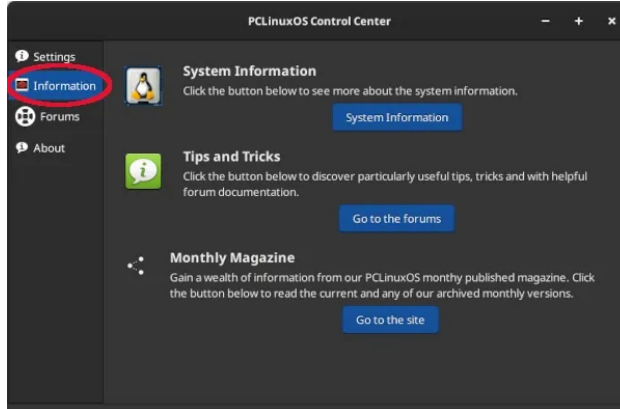 PCLinuxOS Control Center
Settings
Information
Forums
About
System Information
Click the button below to see more about the system information.
System Information
Tips and Tricks
Click the button below to discover particularly useful tips, tricks and with helpful
forum documentation.
Go to the forums
Monthly Magazine
Gain a wealth of information from our PCLinuxOS monthy published magazine. Click
the button below to read the current and any of our archived monthly versions.
Go to the site